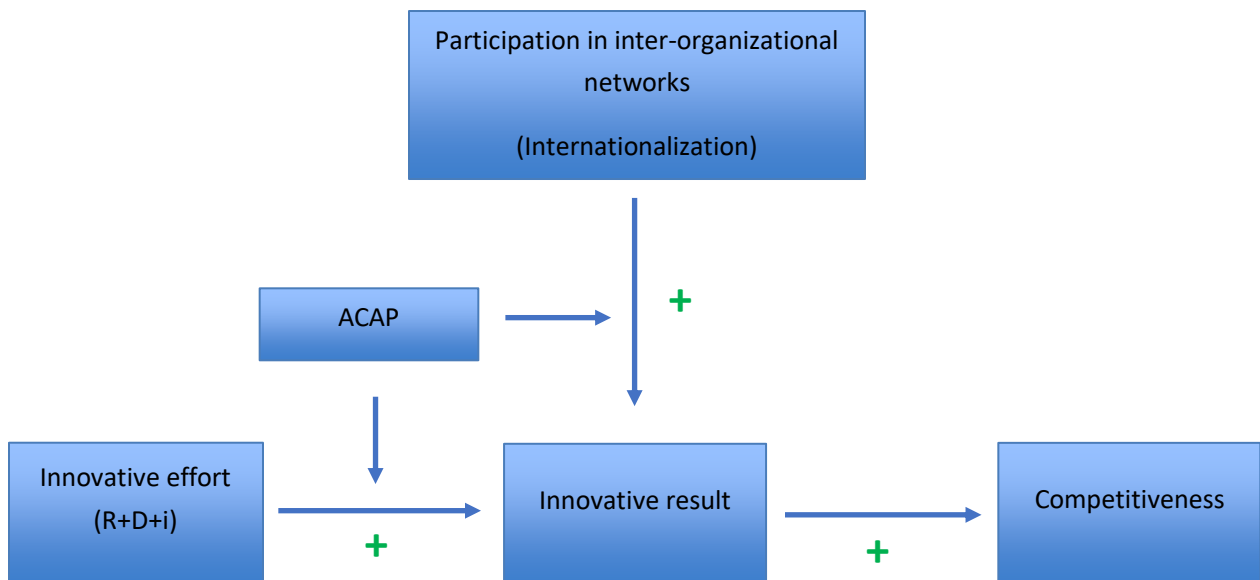 Participation in inter-organizational
networks
(Internationalization)
+
ACAP
Innovative effort
(R+D+i)
+
Innovative result
+
Competitiveness